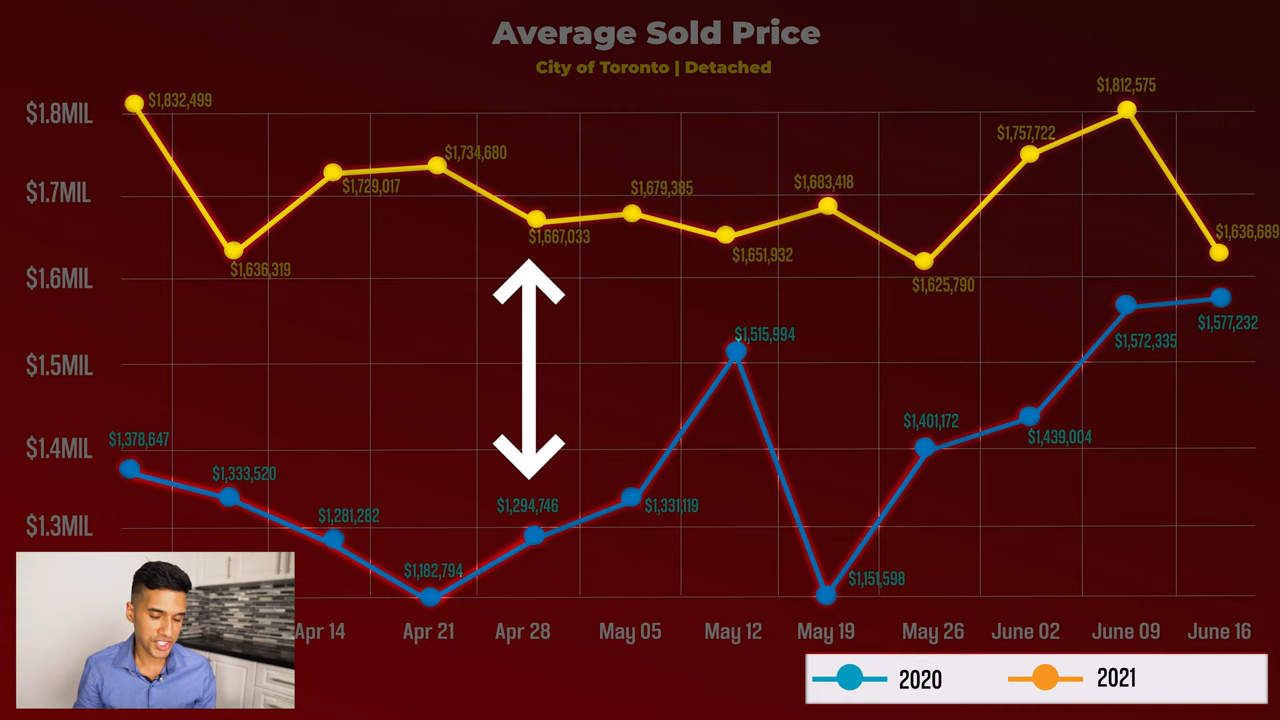 Average Sold Price
City of Toronto | Detached
$1.8MIL
$1.7MIL
$1.6MIL
$1.5MIL
$1.4MIL
$1.3MIL
$1,832,499
$1,636,319
$1,729,017
$1,734,680
$1,667,033
$1,679,385
$1,651,932
$1,683,418
$1,625,790
$1,757,722
$1,812,575
$1,636,689
$1,378,647
$1,333,520
$1,281,282
$1,182,794
$1,294,746
$1,331,119
$1,515,994
$1,151,598
$1,401,172
$1,439,004
$1,572,335
$1,577,232
Apr 14
Apr 21
Apr 28
May 05
May 12
May 19
May 26
June 02
June 09
June 16
2020
2021